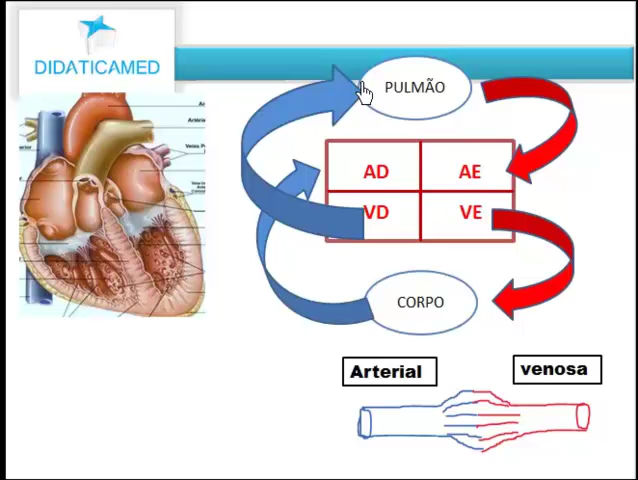 DIDATICAMED
PULMÃO
AD
AE
VD
VE
CORPO
Arterial
venosa